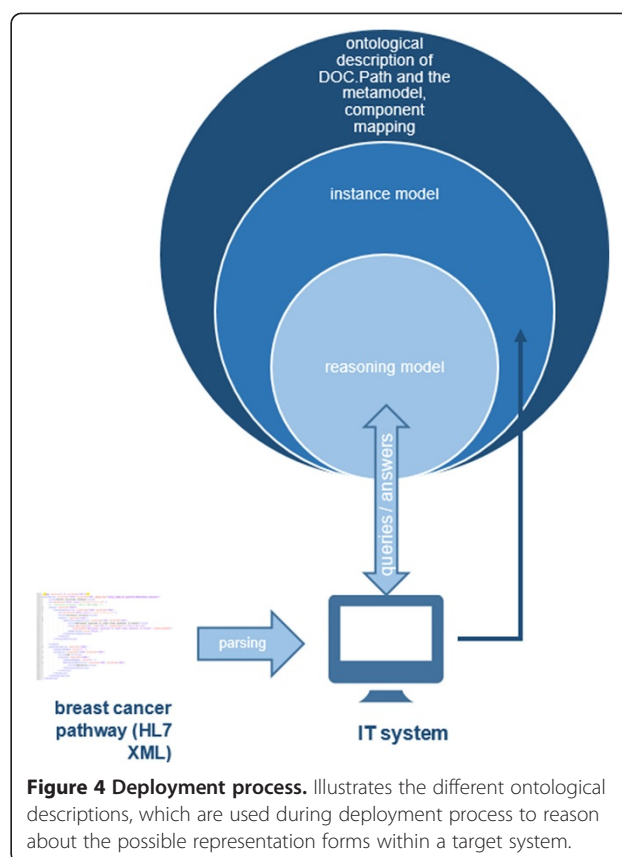 ontological
description of
DOC.Path and the
metamodel,
component
mapping
instance model
reasoning model
queries / answers
parsing
breast cancer
pathway (HL7
XML)
IT system
Figure 4 Deployment process. Illustrates the different ontological
descriptions, which are used during deployment process to reason
about the possible representation forms within a target system.